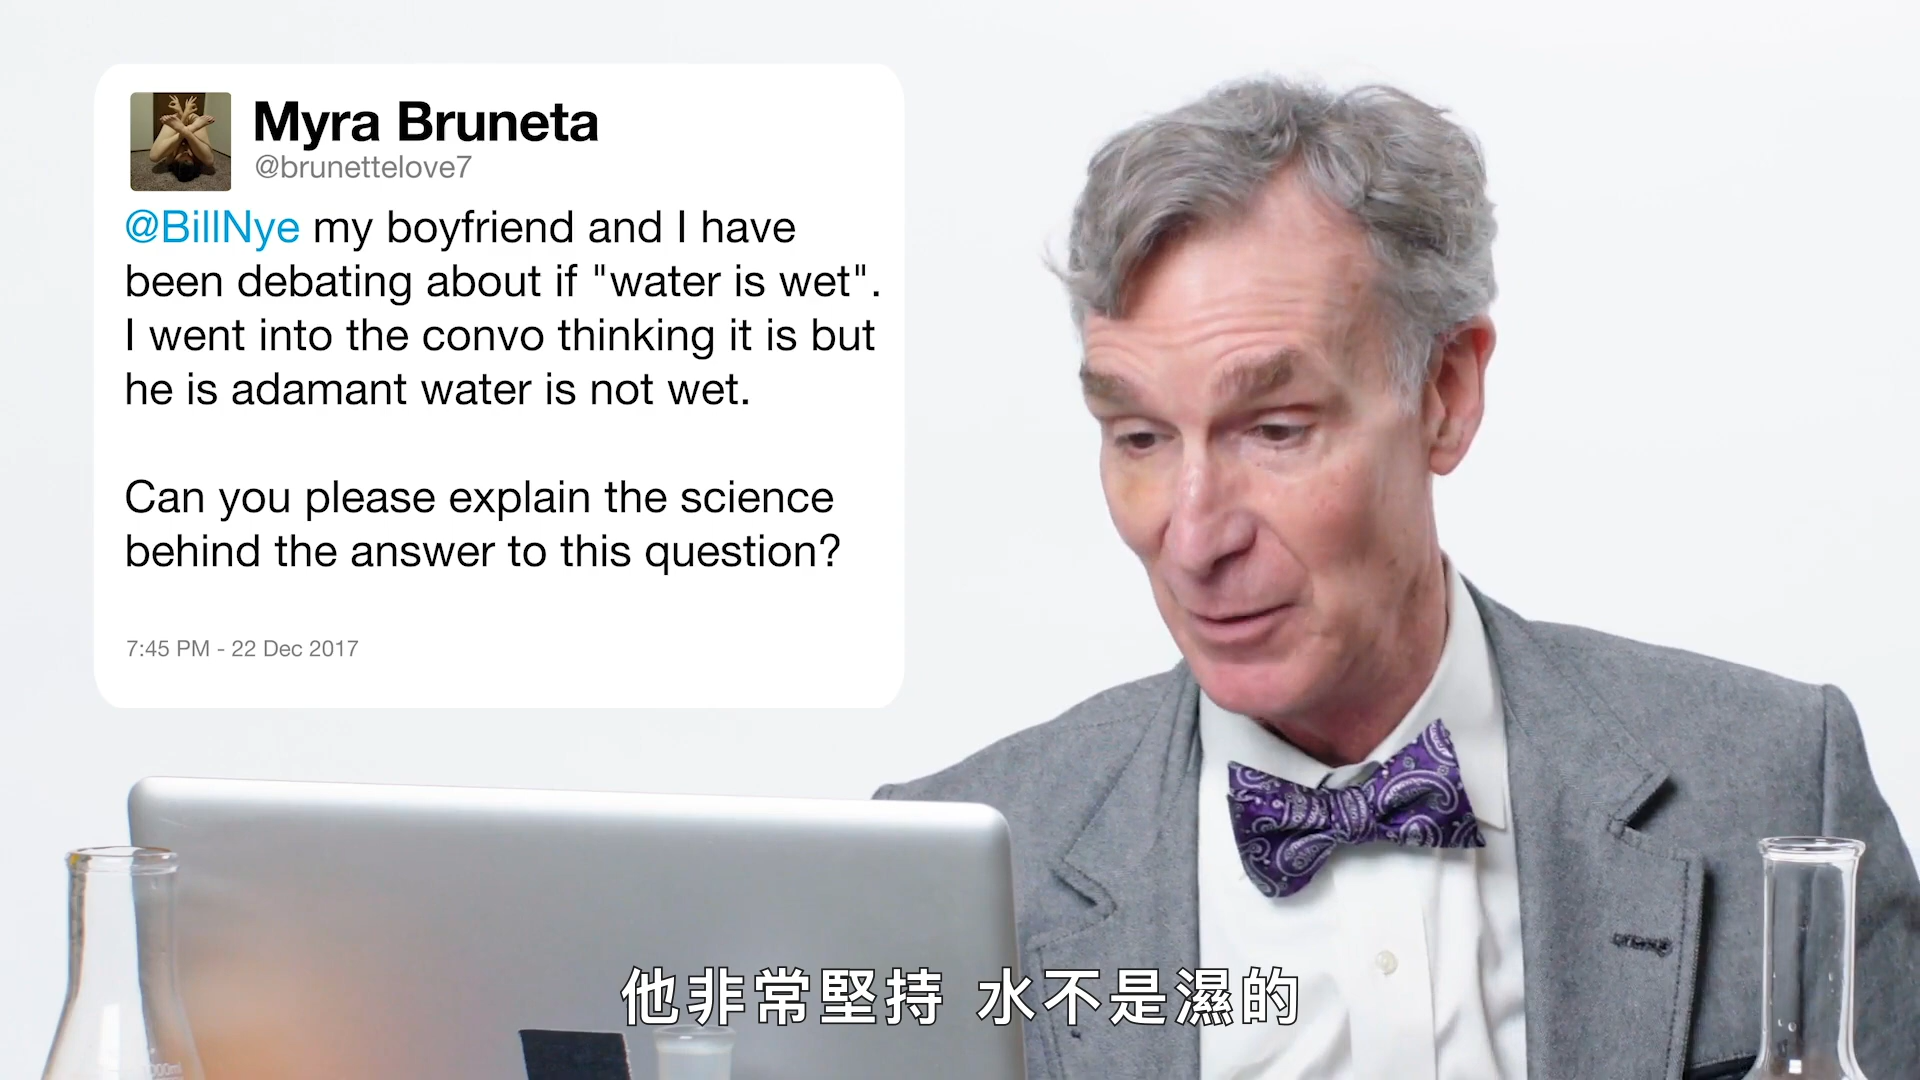 Myra Bruneta
@brunettelove7
@BillNye my boyfriend and I have
been debating about if "water is wet".
I went into the convo thinking it is but
he is adamant water is not wet.
Can you please explain the science
behind the answer to this question?
7:45 PM - 22 Dec 2017
他非常堅持 水不是濕的